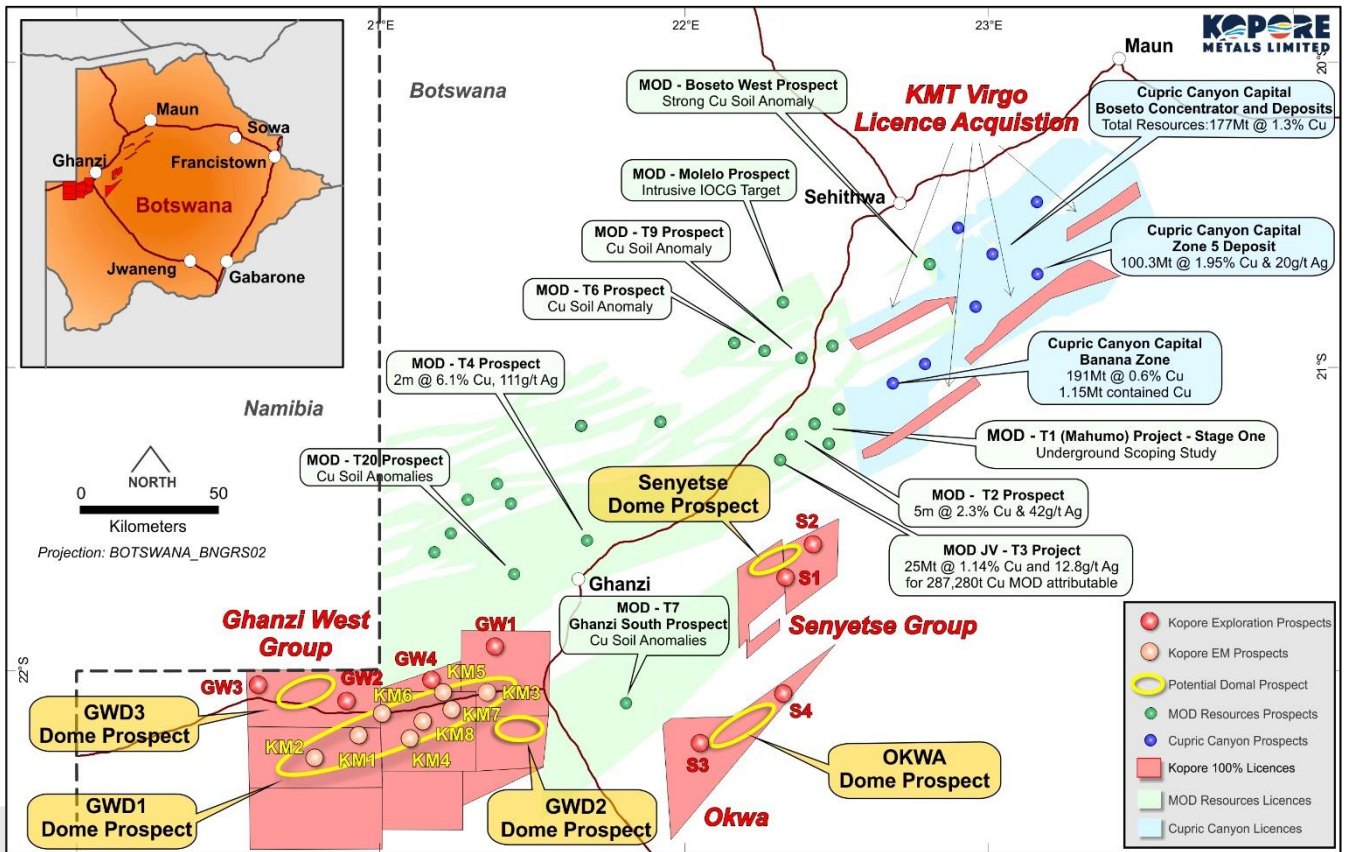 21°E
22°E
23°E
KOPORE
METALS LIMITED
Maun
20°S
Botswana
MOD - Boseto West Prospect
Strong Cu Soil Anomaly
KMT Virgo
Licence Acquistion
Cupric Canyon Capital
Boseto Concentrator and Deposits
Total Resources:177Mt @ 1.3% Cu
Maun
Sowa
Ghanzi
Francistown
Botswana
Jwaneng
Gabarone
MOD - Molelo Prospect
Intrusive IOCG Target
Sehithwa
MOD - T9 Prospect
Cu Soil Anomaly
Cupric Canyon Capital
Zone 5 Deposit
100.3Mt @ 1.95% Cu & 20g/t Ag
MOD - T6 Prospect
Cu Soil Anomaly
MOD - T4 Prospect
2m @ 6.1% Cu, 111g/t Ag
Cupric Canyon Capital
Banana Zone
191Mt @ 0.6% Cu
1.15Mt contained Cu
21°S
Namibia
MOD - T20 Prospect
Cu Soil Anomalies
MOD - T1 (Mahumo) Project - Stage One
Underground Scoping Study
NORTH
0
50
Kilometers
Projection: BOTSWANA_BNGRS02
Senyetse
Dome Prospect
MOD - T2 Prospect
5m @ 2.3% Cu & 42g/t Ag
S2
S1
MOD JV - T3 Project
25Mt @ 1.14% Cu and 12.8g/t Ag
for 287,280t Cu MOD attributable
Ghanzi
MOD - T7
Ghanzi South Prospect
Cu Soil Anomalies
Senyetse Group
Ghanzi West
Group
GW1
GW4
KM5
GW3
GW2
KM6
KM3
KM7
KM8
KM2
KM1
KM4
22°S
GWD3
Dome Prospect
GWD1
Dome Prospect
GWD2
Dome Prospect
S4
S3
OKWA
Dome Prospect
Okwa
Kopore Exploration Prospects
Kopore EM Prospects
Potential Domal Prospect
MOD Resources Prospects
Cupric Canyon Prospects
Kopore 100% Licences
MOD Resources Licences
Cupric Canyon Licences